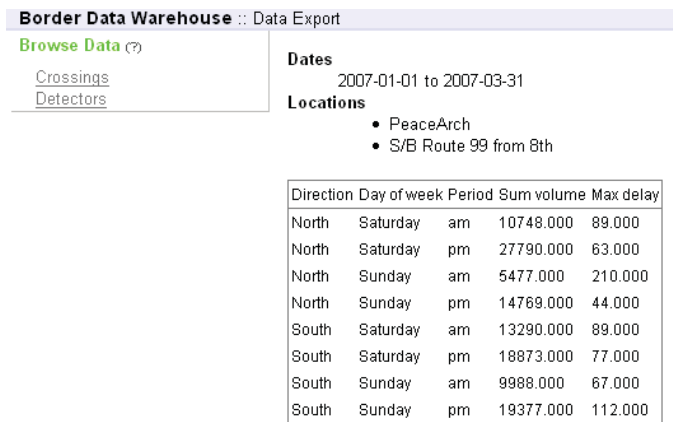 Border Data Warehouse :: Data Export
Browse Data (?)
Crossings
Detectors
Dates
2007-01-01 to 2007-03-31
Locations
• PeaceArch
• S/B Route 99 from 8th
Direction Day of week Period Sum volume Max delay
North Saturday am 10748.000 89.000
North Saturday pm 27790.000 63.000
North Sunday am 5477.000 210.000
North Sunday pm 14769.000 44.000
South Saturday am 13290.000 89.000
South Saturday pm 18873.000 77.000
South Sunday am 9988.000 67.000
South Sunday pm 19377.000 112.000